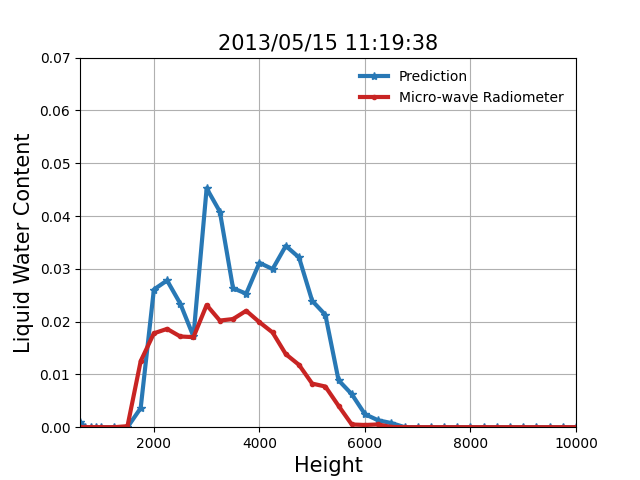 2013/05/15 11:19:38
0.07
0.06
0.05
0.04
0.03
0.02
0.01
0.00
Liquid Water Content
Prediction
Micro-wave Radiometer
2000 4000 6000 8000 10000
Height